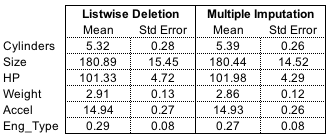 Listwise Deletion Multiple Imputation
Mean Std Error Mean Std Error
Cylinders 5.32 0.28 5.39 0.26
Size 180.89 15.45 180.44 14.52
HP 101.33 4.72 101.98 4.29
Weight 2.91 0.13 2.86 0.12
Accel 14.94 0.27 14.93 0.26
Eng_Type 0.29 0.08 0.27 0.08